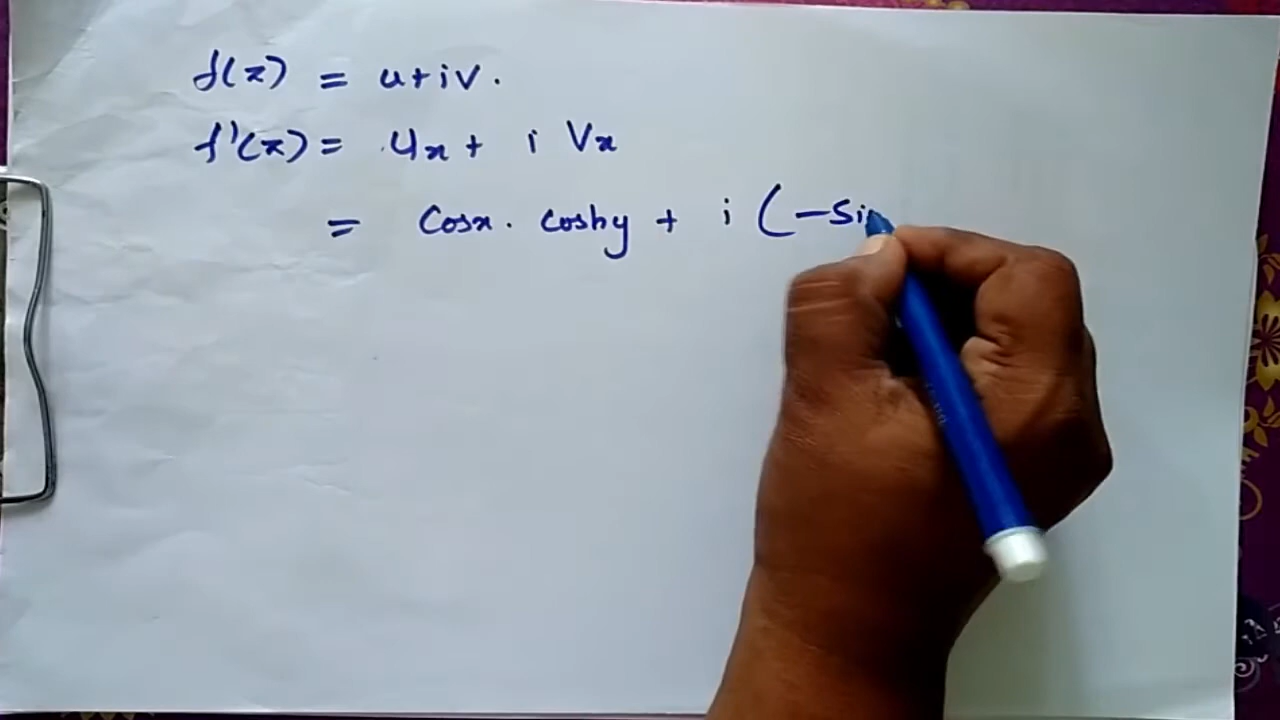 f(z) = u+iv.
f'(z) = ux + i vx
= Cosx. coshy + i (-Si